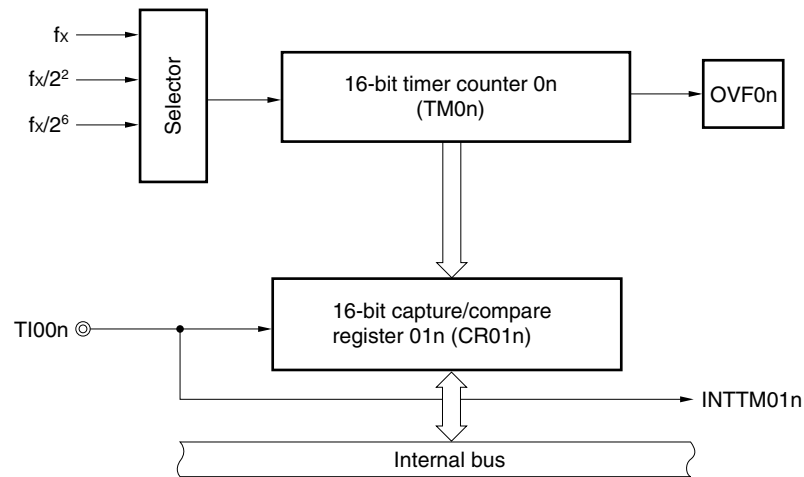 fx
fx/2²
fx/2⁶
Selector
16-bit timer counter 0n
(TM0n)
OVF0n
16-bit capture/compare
register 01n (CR01n)
TI00n
INTTM01n
Internal bus